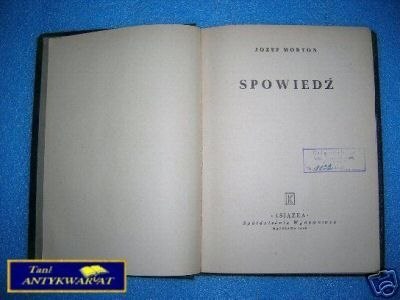 JÓZEF MORTON
SPOWIEDŹ
„KSIĄŻKA”
Spółdzielnia Wydawnicza
Tani
ANTYKWARIAT